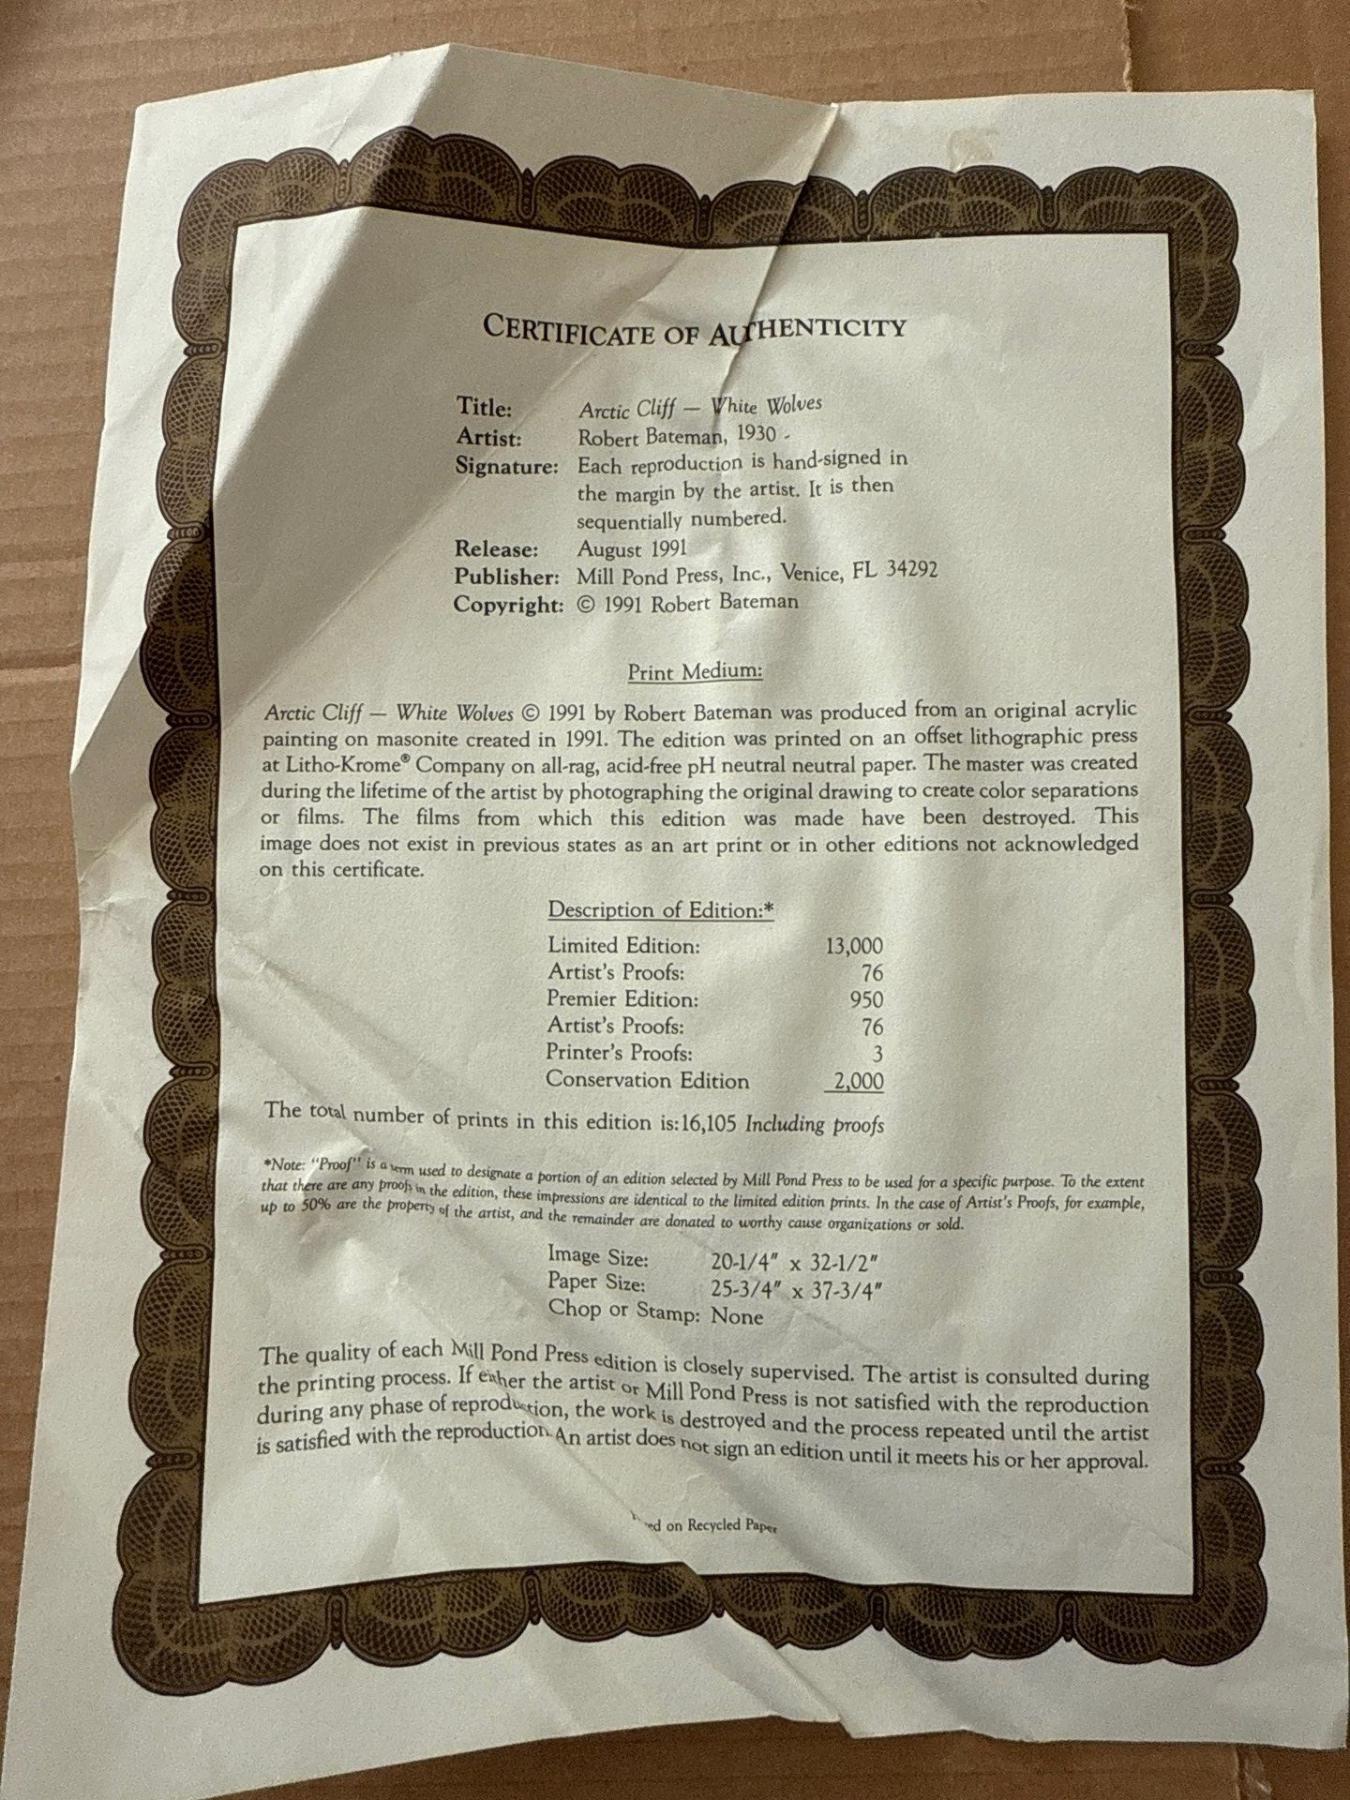 CERTIFICATE OF AUTHENTICITY
Title: Arctic Cliff — White Wolves
Artist: Robert Bateman, 1930 -
Signature: Each reproduction is hand-signed in
the margin by the artist. It is then
sequentially numbered.
Release: August 1991
Publisher: Mill Pond Press, Inc., Venice, FL 34292
Copyright: © 1991 Robert Bateman
Print Medium:
Arctic Cliff — White Wolves © 1991 by Robert Bateman was produced from an original acrylic
painting on masonite created in 1991. The edition was printed on an offset lithographic press
at Litho-Krome® Company on all-rag, acid-free pH neutral neutral paper. The master was created
during the lifetime of the artist by photographing the original drawing to create color separations
or films. The films from which this edition was made have been destroyed. This
image does not exist in previous states as an art print or in other editions not acknowledged
on this certificate.
Description of Edition:*
Limited Edition: 13,000
Artist's Proofs: 76
Premier Edition: 950
Artist's Proofs: 76
Printer's Proofs: 3
Conservation Edition 2,000
The total number of prints in this edition is:16,105 Including proofs
*Note: "Proof" is a term used to designate a portion of an edition selected by Mill Pond Press to be used for a specific purpose. To the extent
that there are any proofs in the edition, these impressions are identical to the limited edition prints. In the case of Artist's Proofs, for example,
up to 50% are the property of the artist, and the remainder are donated to worthy cause organizations or sold.
Image Size: 20-1/4" x 32-1/2"
Paper Size: 25-3/4" x 37-3/4"
Chop or Stamp: None
The quality of each Mill Pond Press edition is closely supervised. The artist is consulted during
the printing process. If either the artist or Mill Pond Press is not satisfied with the reproduction
during any phase of reproduction, the work is destroyed and the process repeated until the artist
is satisfied with the reproduction. An artist does not sign an edition until it meets his or her approval.
on Recycled Paper